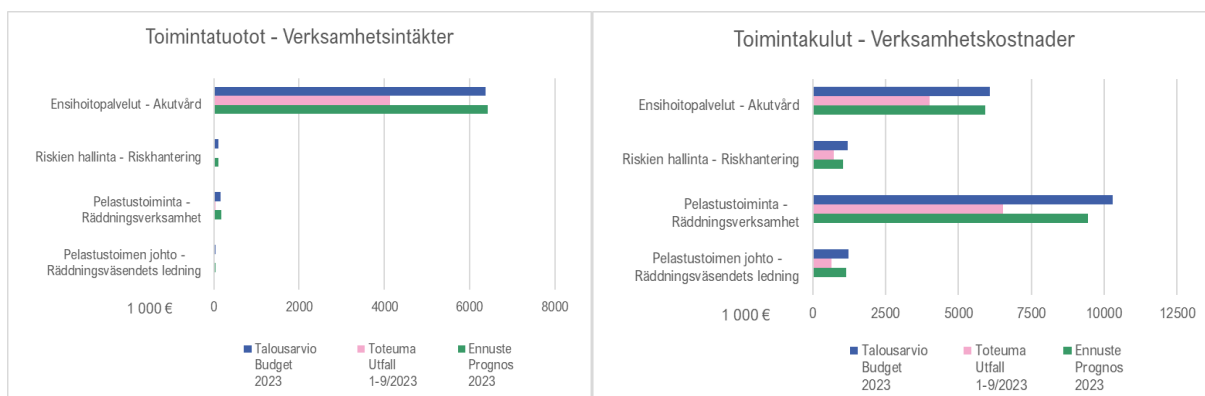 Toimintatuotot - Verksamhetsintäkter
Ensihoitopalvelut - Akutvård
Riskien hallinta - Riskhantering
Pelastustoiminta -
Räddningsverksamhet
Pelastustoimen johto -
Räddningsväsendets ledning
1 000 €
0 2000 4000 6000 8000
Talousarvio Toteuma Ennuste
Budget Utfall Prognos
2023 1-9/2023 2023
Toimintakulut - Verksamhetskostnader
Ensihoitopalvelut - Akutvård
Riskien hallinta - Riskhantering
Pelastustoiminta -
Räddningsverksamhet
Pelastustoimen johto -
Räddningsväsendets ledning
1 000 €
0 2500 5000 7500 10000 12500
Talousarvio Toteuma Ennuste
Budget Utfall Prognos
2023 1-9/2023 2023